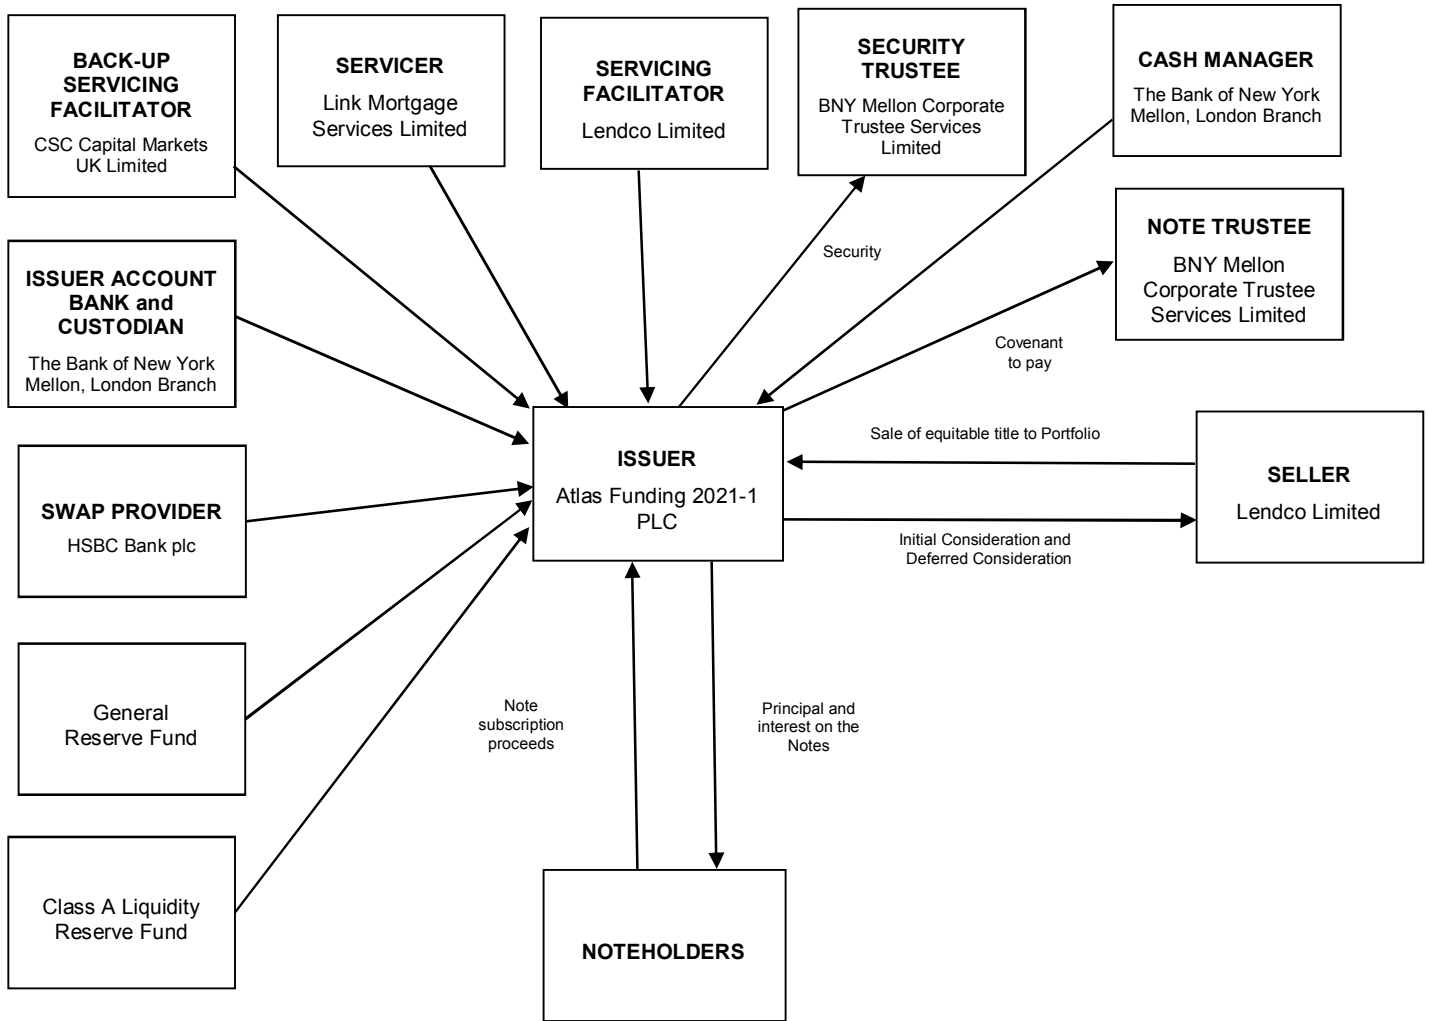 BACK-UP
SERVICING
FACILITATOR
CSC Capital Markets
UK Limited
SERVICER
Link Mortgage
Services Limited
SERVICING
FACILITATOR
Lendco Limited
SECURITY
TRUSTEE
BNY Mellon Corporate
Trustee Services
Limited
CASH MANAGER
The Bank of New York
Mellon, London Branch
NOTE TRUSTEE
BNY Mellon
Corporate Trustee
Services Limited
ISSUER ACCOUNT
BANK and
CUSTODIAN
The Bank of New York
Mellon, London Branch
Security
Covenant
to pay
SWAP PROVIDER
HSBC Bank plc
ISSUER
Atlas Funding 2021-1
PLC
Sale of equitable title to Portfolio
Initial Consideration and
Deferred Consideration
SELLER
Lendco Limited
General
Reserve Fund
Note
subscription
proceeds
Principal and
interest on the
Notes
Class A Liquidity
Reserve Fund
NOTEHOLDERS